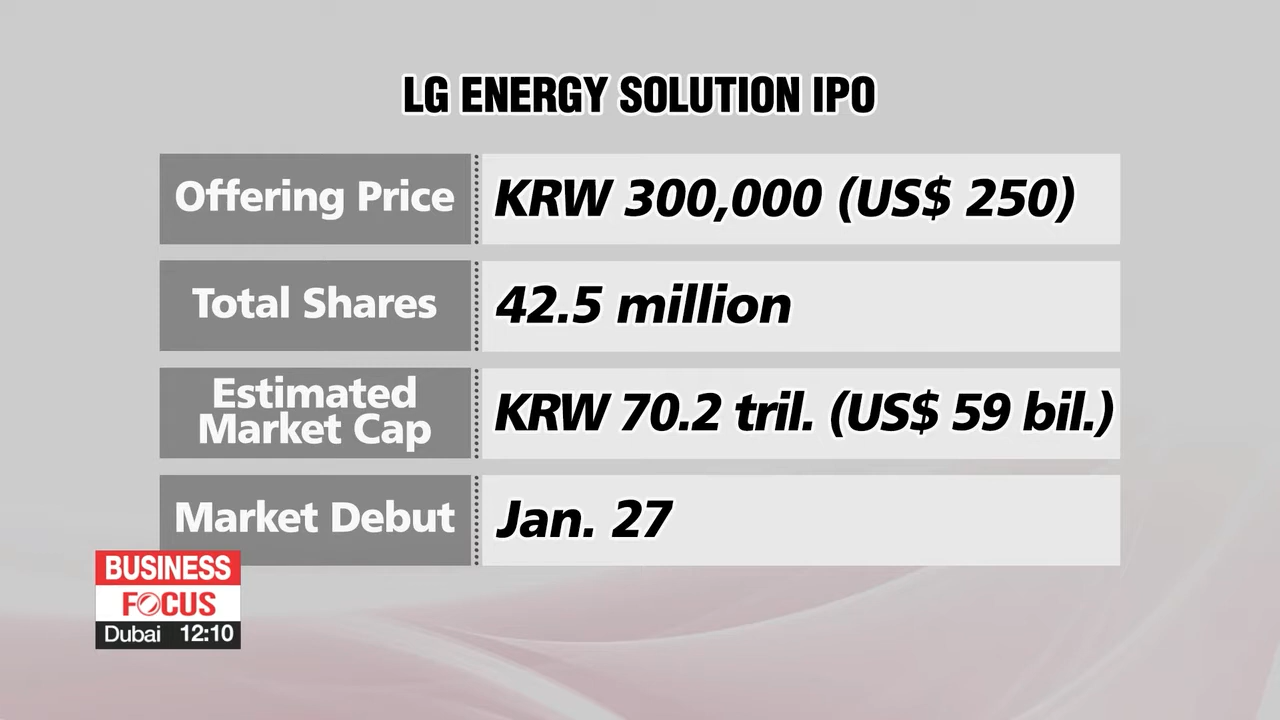 LG ENERGY SOLUTION IPO
Offering Price KRW 300,000 (US$ 250)
Total Shares 42.5 million
Estimated
Market Cap KRW 70.2 tril. (US$ 59 bil.)
Market Debut Jan. 27
BUSINESS
FOCUS
Dubai 12:10